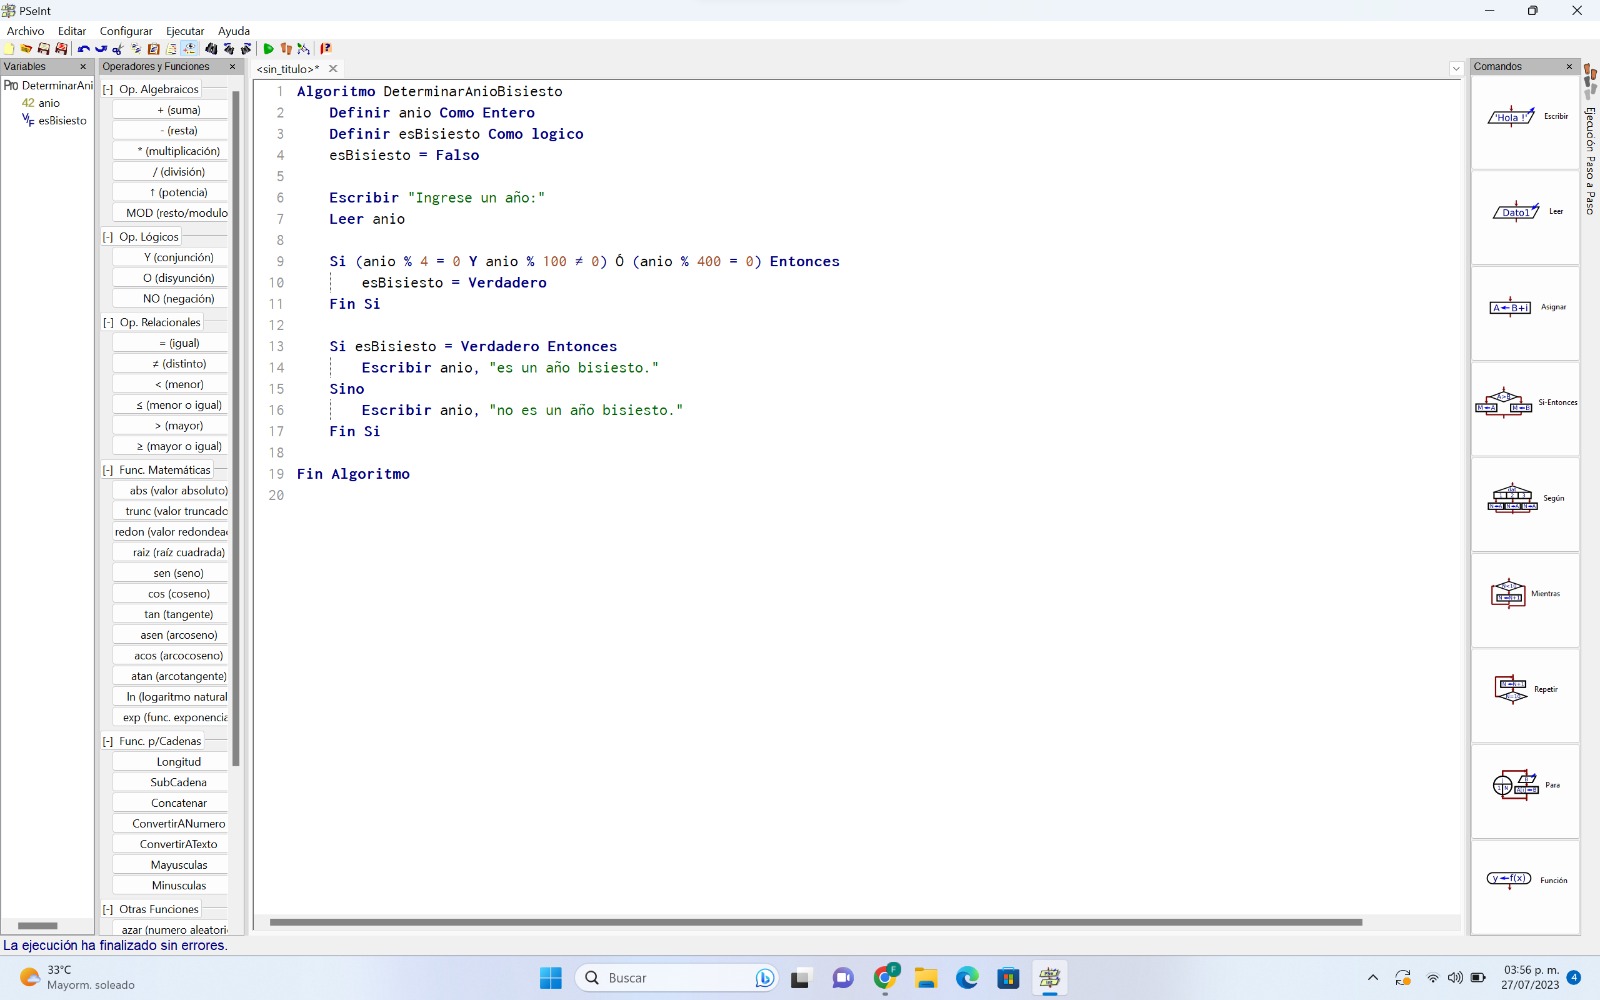 PSeInt
Archivo Editar Configurar Ejecutar Ayuda
Variables
Operadores y Funciones
<sin_titulo>*
Comandos
DeterminarAni
42 anio
V/F esBisiesto
[-] Op. Algebraicos
+ (suma)
- (resta)
* (multiplicación)
/ (división)
↑ (potencia)
MOD (resto/modulo
[-] Op. Lógicos
Y (conjunción)
O (disyunción)
NO (negación)
[-] Op. Relacionales
= (igual)
≠ (distinto)
< (menor)
≤ (menor o igual)
> (mayor)
≥ (mayor o igual)
[-] Func. Matemáticas
abs (valor absoluto)
trunc (valor truncado
redon (valor redondea
raiz (raíz cuadrada)
sen (seno)
cos (coseno)
tan (tangente)
asen (arcoseno)
acos (arcocoseno)
atan (arcotangente)
ln (logaritmo natural
exp (func. exponencia
[-] Func. p/Cadenas
Longitud
SubCadena
Concatenar
ConvertirANumero
ConvertirATexto
Mayusculas
Minusculas
[-] Otras Funciones
azar (numero aleatori
1 Algoritmo DeterminarAnioBisiesto
2 Definir anio Como Entero
3 Definir esBisiesto Como logico
4 esBisiesto = Falso
5
6 Escribir "Ingrese un año:"
7 Leer anio
8
9 Si (anio % 4 = 0 Y anio % 100 ≠ 0) Ó (anio % 400 = 0) Entonces
10 esBisiesto = Verdadero
11 Fin Si
12
13 Si esBisiesto = Verdadero Entonces
14 Escribir anio, "es un año bisiesto."
15 Sino
16 Escribir anio, "no es un año bisiesto."
17 Fin Si
18
19 Fin Algoritmo
20
'Hola !' Escribir
Dato1 Leer
A←B+i Asignar
A>B M←A M←B Si-Entonces
Según
Mientras
Repetir
Para
y←f(x) Función
Ejecución Paso a Paso
La ejecución ha finalizado sin errores.
33°C
Mayorm. soleado
Buscar
F
03:56 p. m.
27/07/2023
4